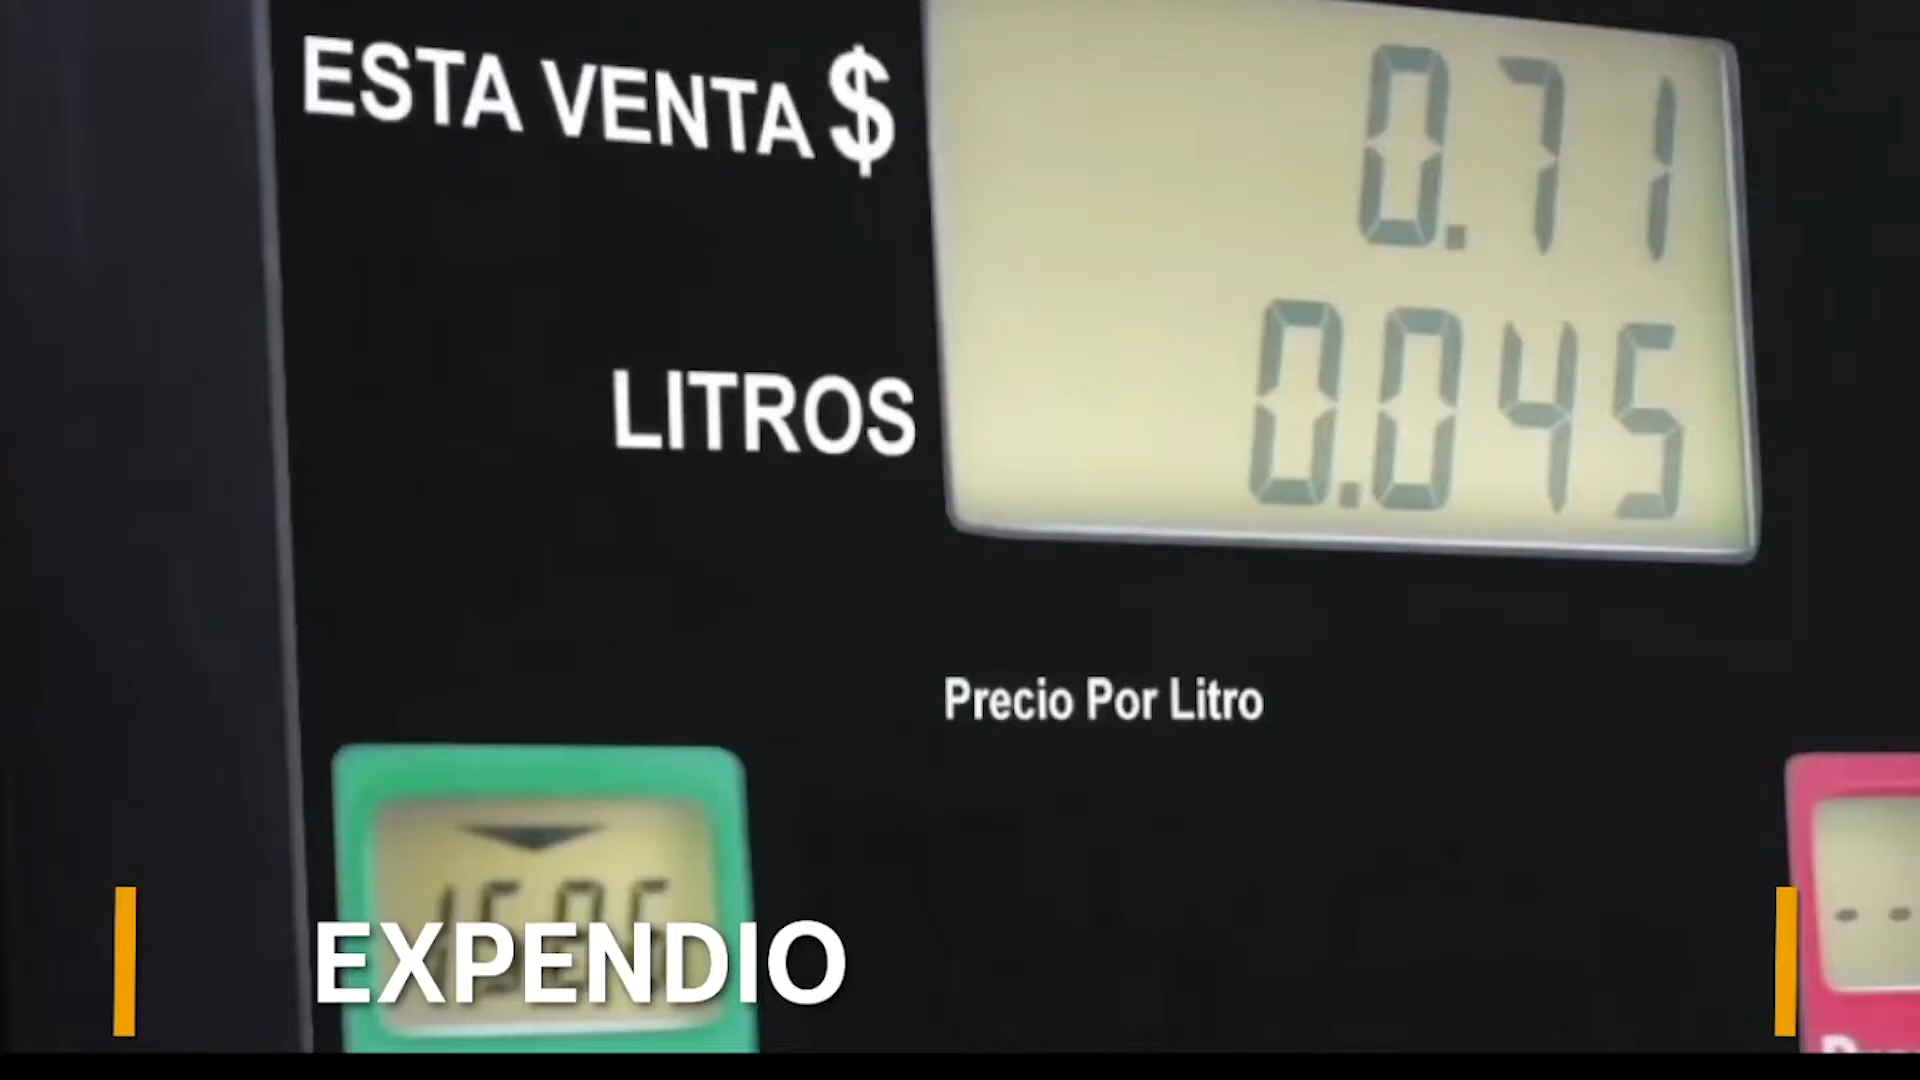 ESTA VENTA $ 0.71
LITROS 0.045
Precio Por Litro
EXPENDIO